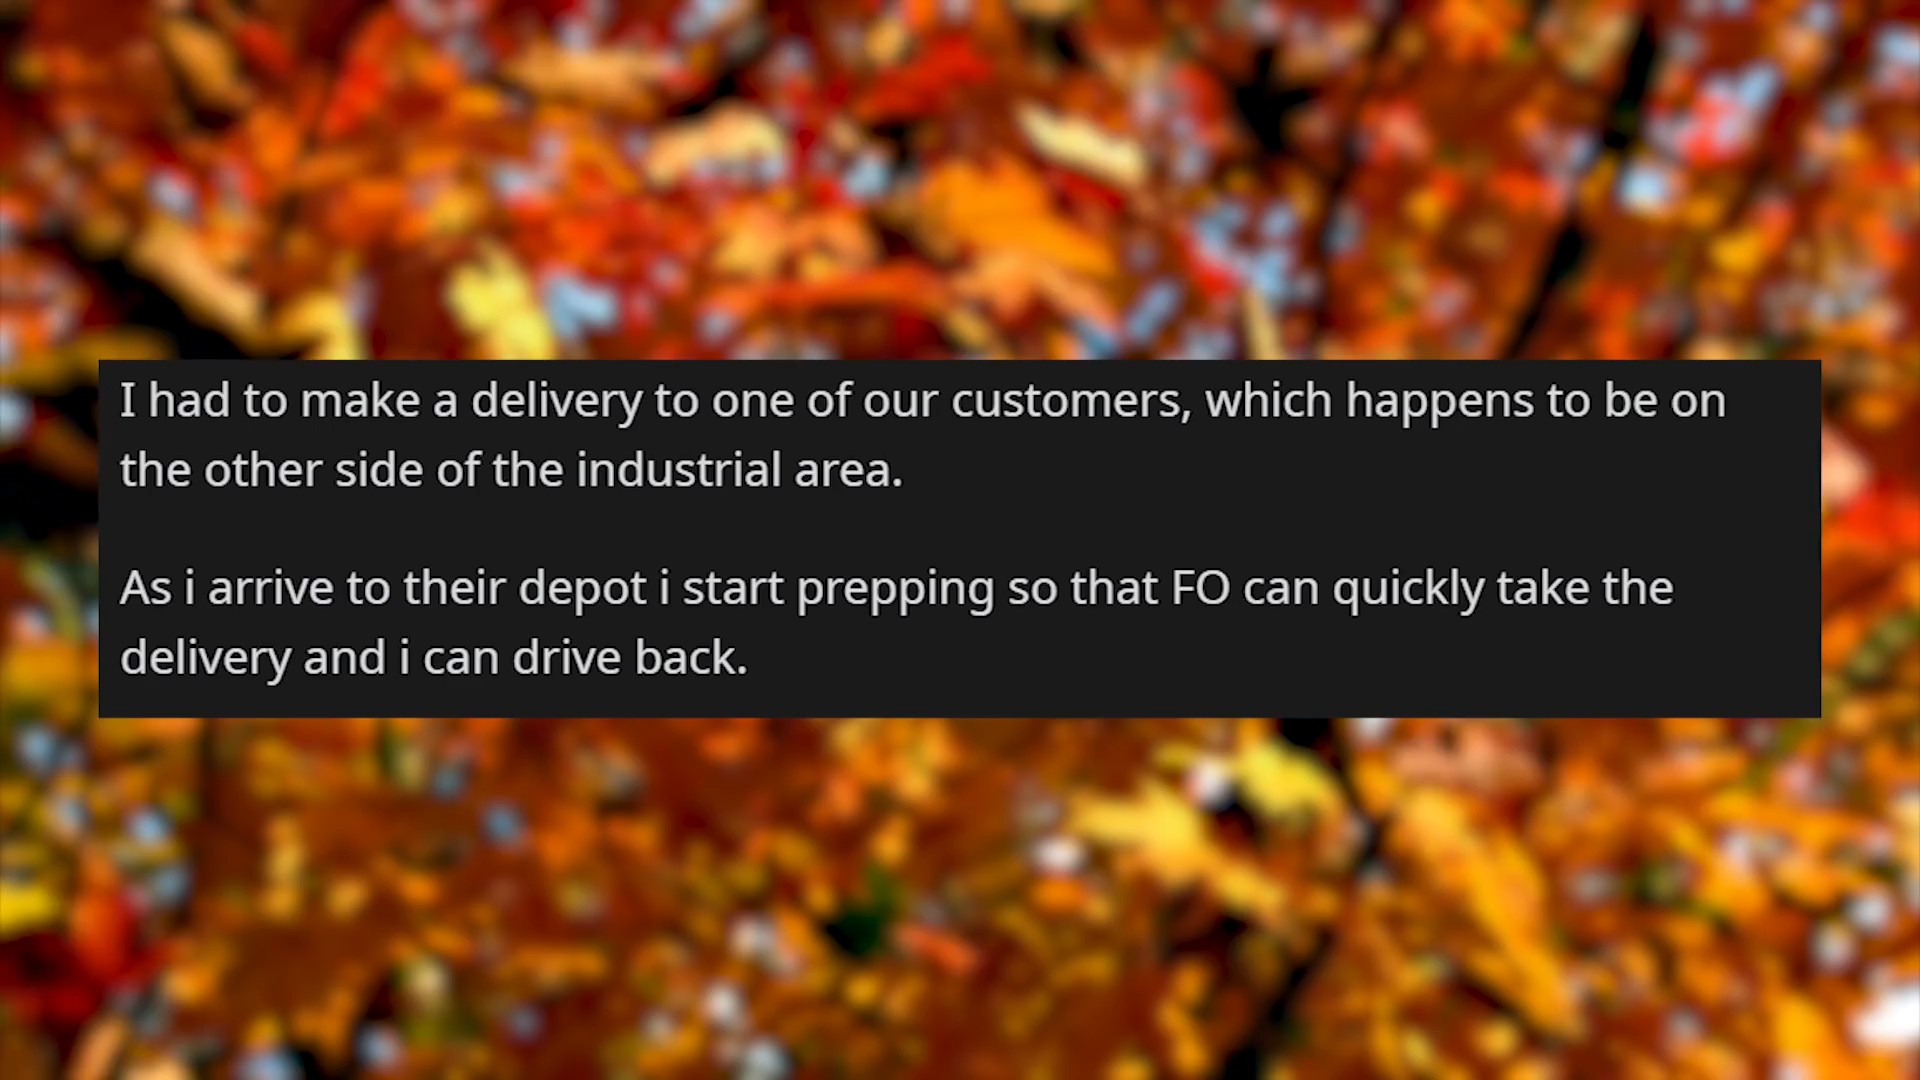 I had to make a delivery to one of our customers, which happens to be on
the other side of the industrial area.
As i arrive to their depot i start prepping so that FO can quickly take the
delivery and i can drive back.